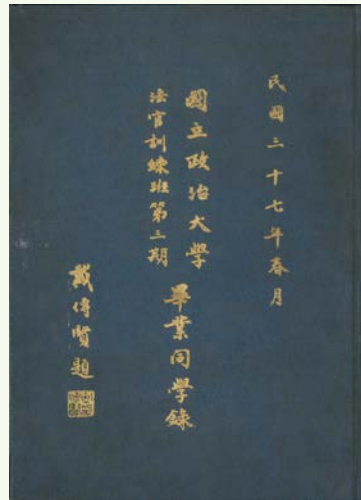 民國三十七年春月
國立政治大學
法官訓練班第三期
畢業同學錄
戴傳賢題